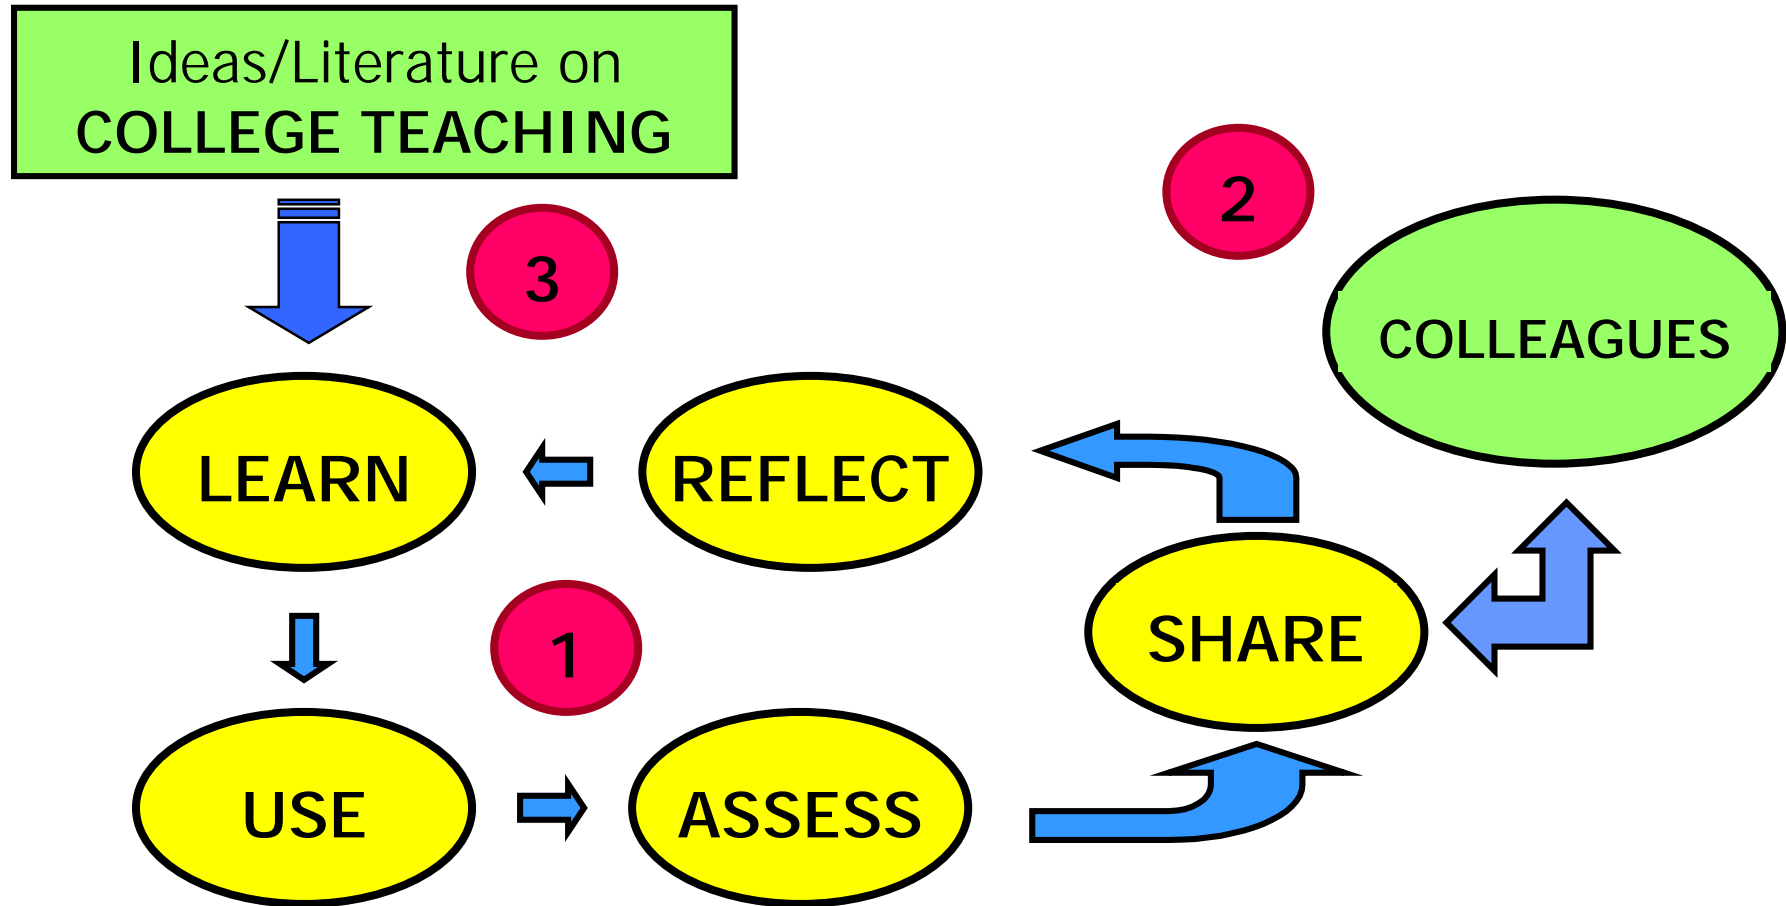 Ideas/Literature on
COLLEGE TEACHING
2
3
COLLEAGUES
LEARN
REFLECT
SHARE
1
USE
ASSESS